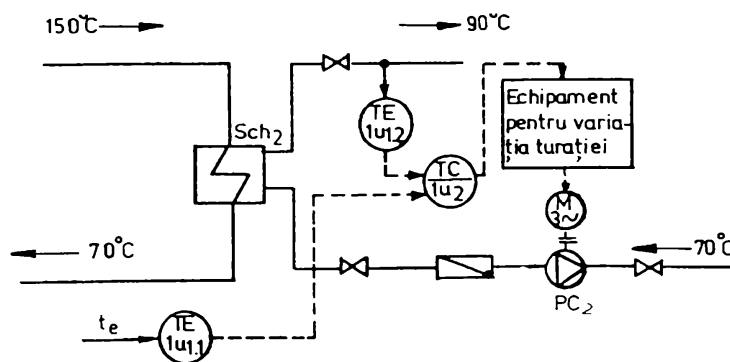 150°C
90°C
Sch2
TE
1u1.2
Echipament
pentru varia-
ția turației
TC
1u2
M
3~
70°C
70°C
PC2
te
TE
1u1.1